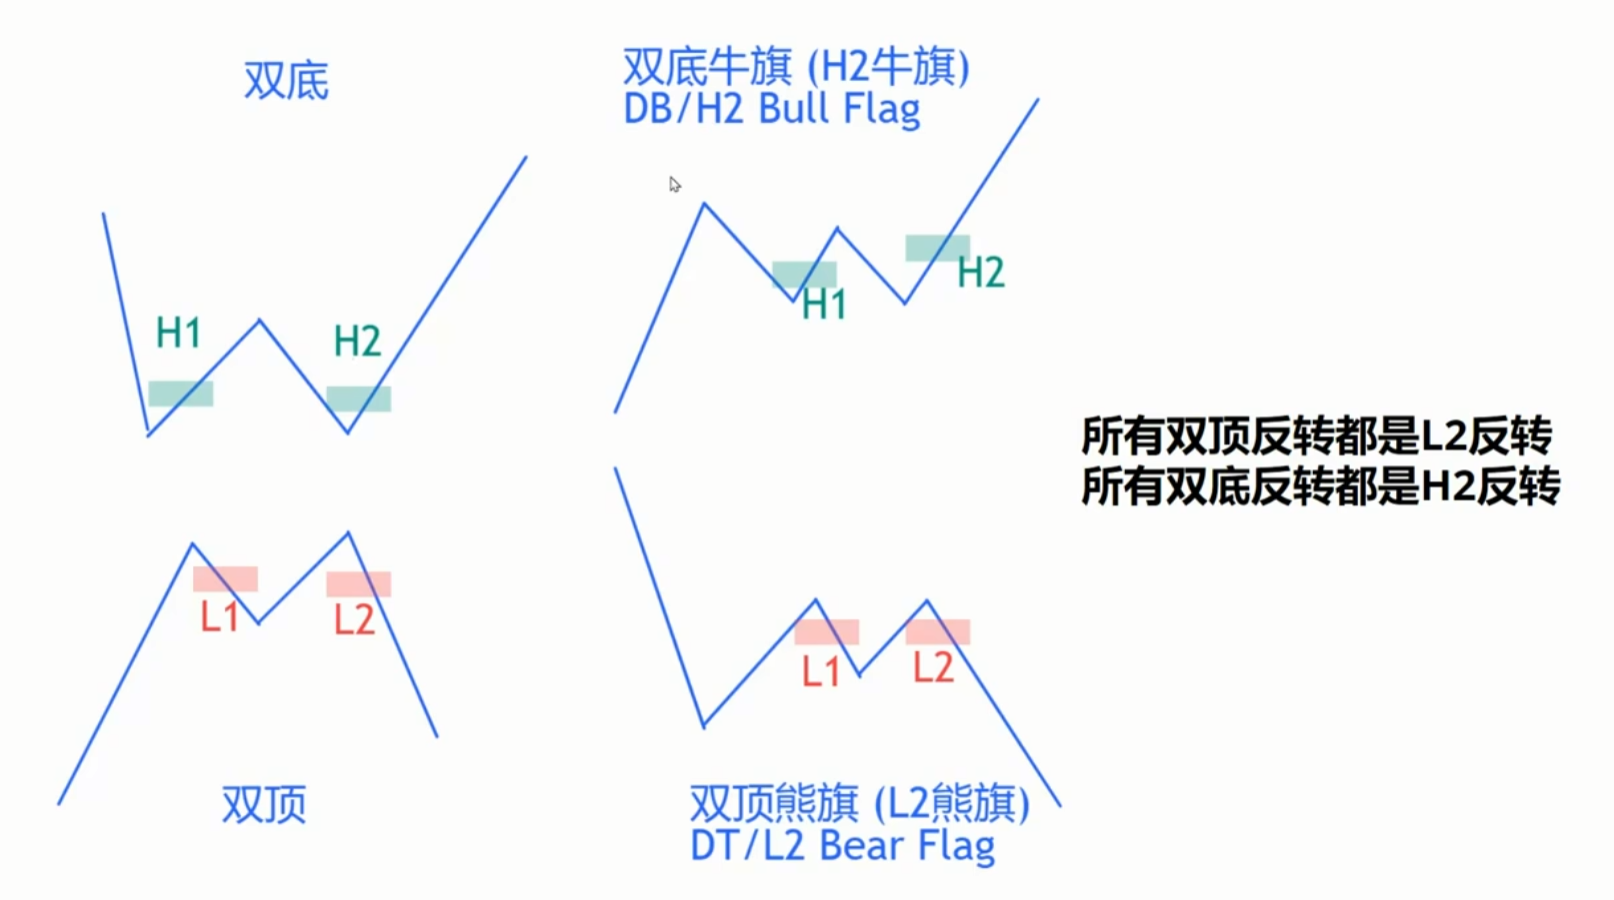 双底
H1
H2
双底牛旗 (H2牛旗)
DB/H2 Bull Flag
H1
H2
所有双顶反转都是L2反转
所有双底反转都是H2反转
L1
L2
双顶
L1
L2
双顶熊旗 (L2熊旗)
DT/L2 Bear Flag